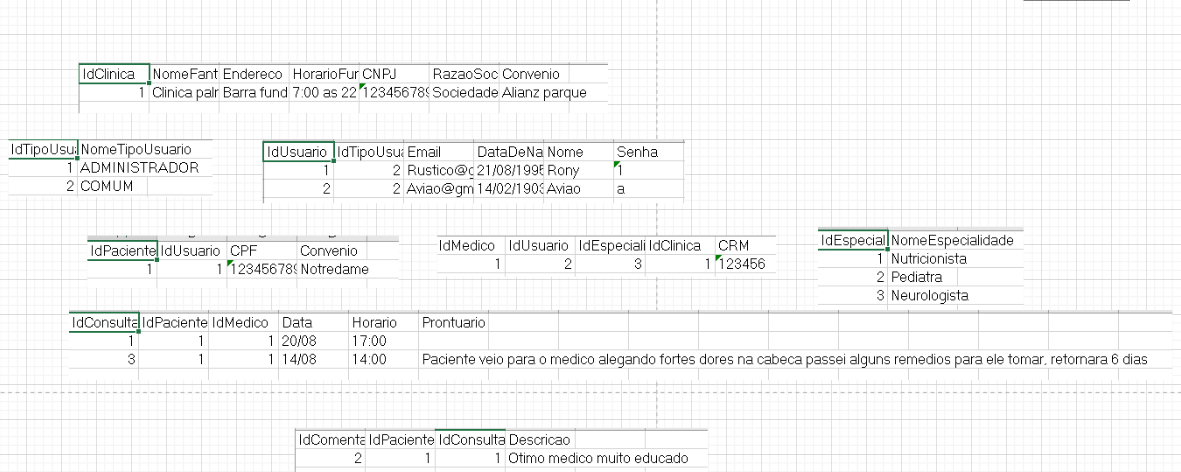 IdClinica NomeFant Endereco HorarioFur CNPJ RazaoSoc Convenio
1 Clinica palr Barra fund 7:00 as 22 123456789 Sociedade Alianz parque
IdTipoUsu NomeTipoUsuario
1 ADMINISTRADOR
2 COMUM
IdUsuario IdTipoUsu Email DataDeNa Nome Senha
1 2 Rustico@g 21/08/1995 Rony 1
2 2 Aviao@gm 14/02/1903 Aviao a
IdPaciente IdUsuario CPF Convenio
1 1 123456789 Notredame
IdMedico IdUsuario IdEspeciali IdClinica CRM
1 2 3 1 123456
IdEspecial NomeEspecialidade
1 Nutricionista
2 Pediatra
3 Neurologista
IdConsulta IdPaciente IdMedico Data Horario Prontuario
1 1 1 20/08 17:00
3 1 1 14/08 14:00 Paciente veio para o medico alegando fortes dores na cabeca passei alguns remedios para ele tomar, retornara 6 dias
IdComenta IdPaciente IdConsulta Descricao
2 1 1 Otimo medico muito educado